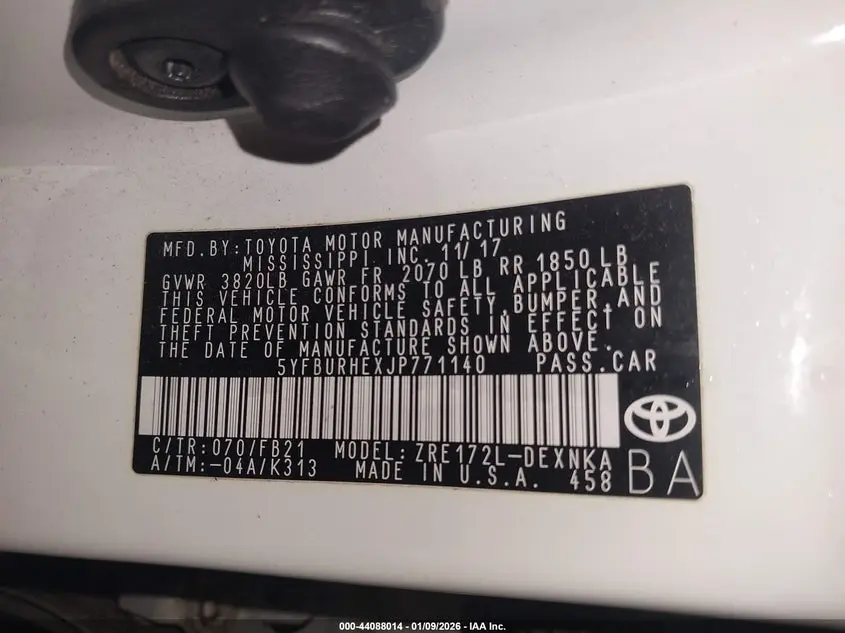 MFD.BY:TOYOTA MOTOR MANUFACTURING
MISSISSIPPI INC. 11/17
GVWR 3820LB GAWR FR 2070 LB RR 1850 LB
THIS VEHICLE CONFORMS TO ALL APPLICABLE
FEDERAL MOTOR VEHICLE SAFETY,BUMPER,AND
THEFT PREVENTION STANDARDS IN EFFECT ON
THE DATE OF MANUFACTURE SHOWN ABOVE.
5YFBURHEXJP771140 PASS.CAR
C/TR:070/FB21 MODEL:ZRE172L-DEXNKA
A/TM:-04A/K313 MADE IN U.S.A. 458 BA
000-44088014 - 01/09/2026 - IAA Inc.